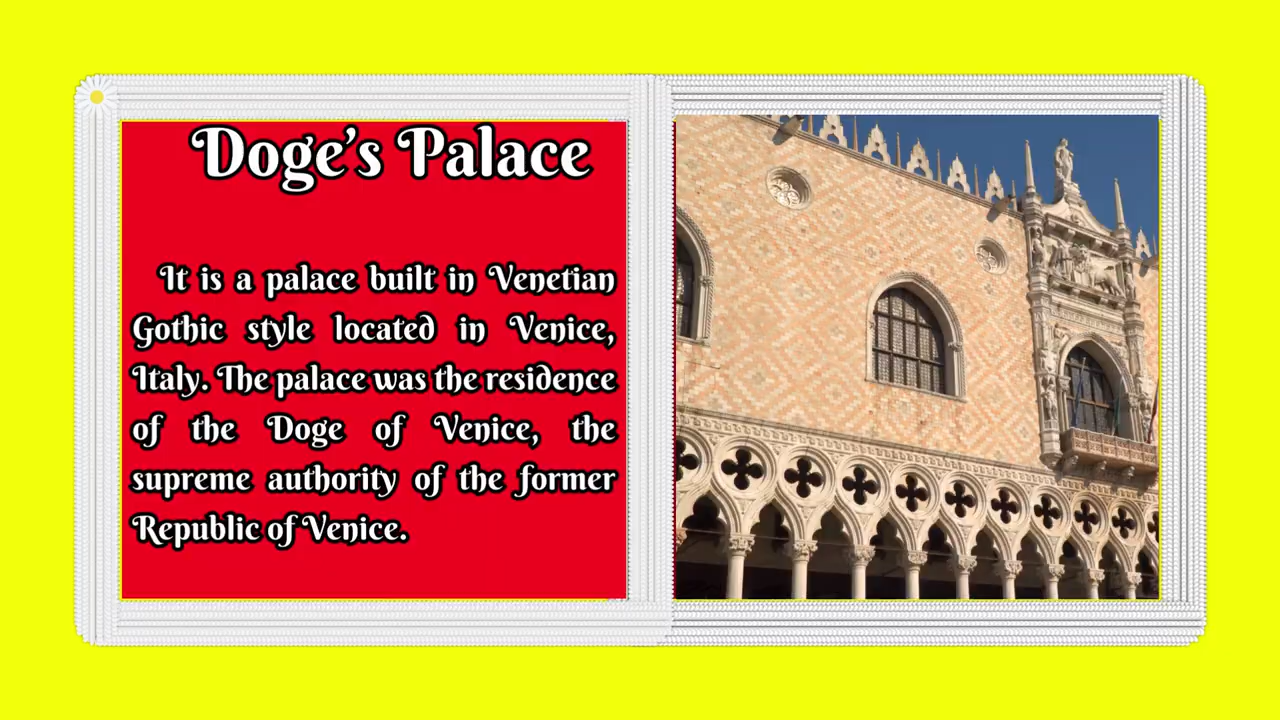 Doge’s Palace
It is a palace built in Venetian
Gothic style located in Venice,
Italy. The palace was the residence
of the Doge of Venice, the
supreme authority of the former
Republic of Venice.